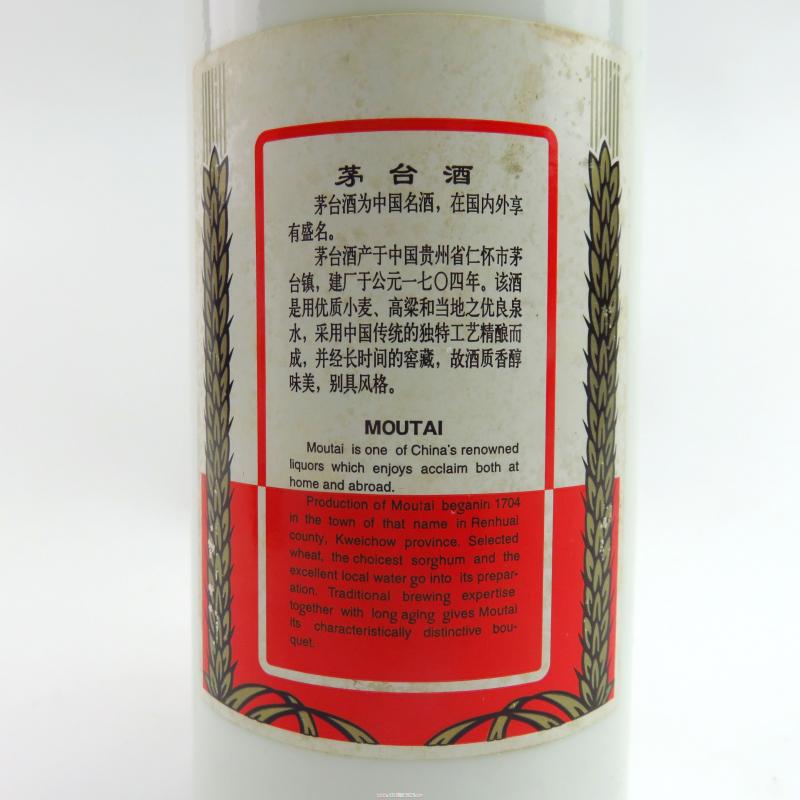 茅台酒
茅台酒为中国名酒，在国内外享
有盛名。
茅台酒产于中国贵州省仁怀市茅
台镇，建厂于公元一七〇四年。该酒
是用优质小麦、高粱和当地之优良泉
水，采用中国传统的独特工艺精酿而
成，并经长时间的窖藏，故酒质香醇
味美，别具风格。
MOUTAI
Moutai is one of China's renowned
liquors which enjoys acclaim both at
home and abroad.
Production of Moutai beganin 1704
in the town of that name in Renhuai
county, Kweichow province. Selected
wheat, the choicest sorghum and the
excellent local water go into its prepar-
ation. Traditional brewing expertise
together with long aging gives Moutai
its characteristically distinctive bou-
quet.